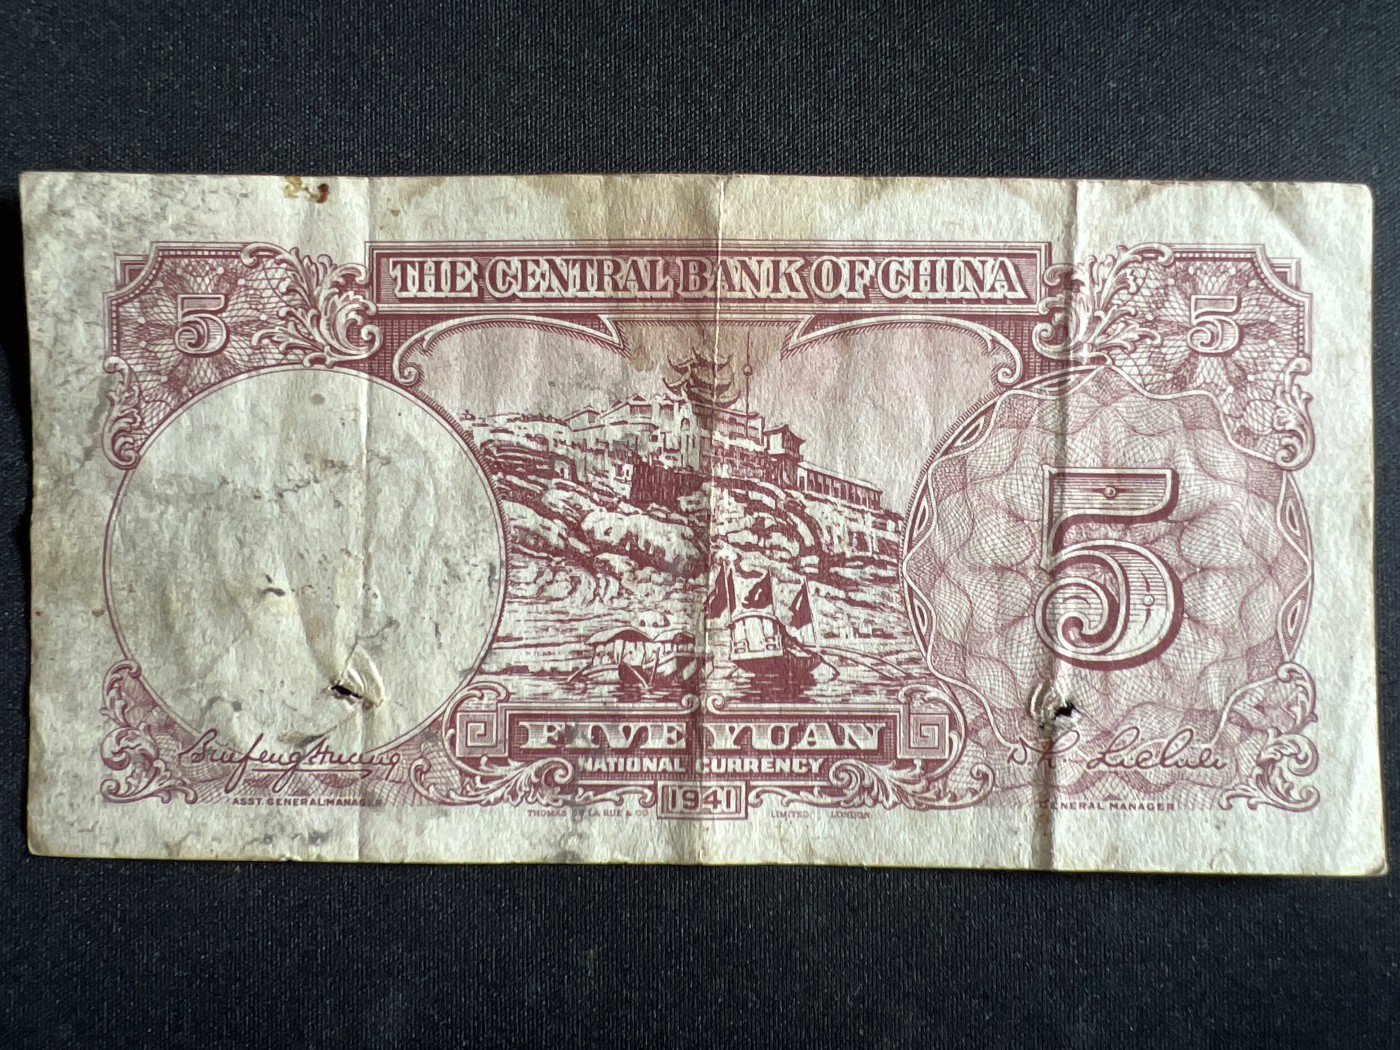 THE CENTRAL BANK OF CHINA
5 5
5
FIVE YUAN
NATIONAL CURRENCY
1941
ASST. GENERAL MANAGER
GENERAL MANAGER
THOMAS DE LA RUE & CO LIMITED LONDON